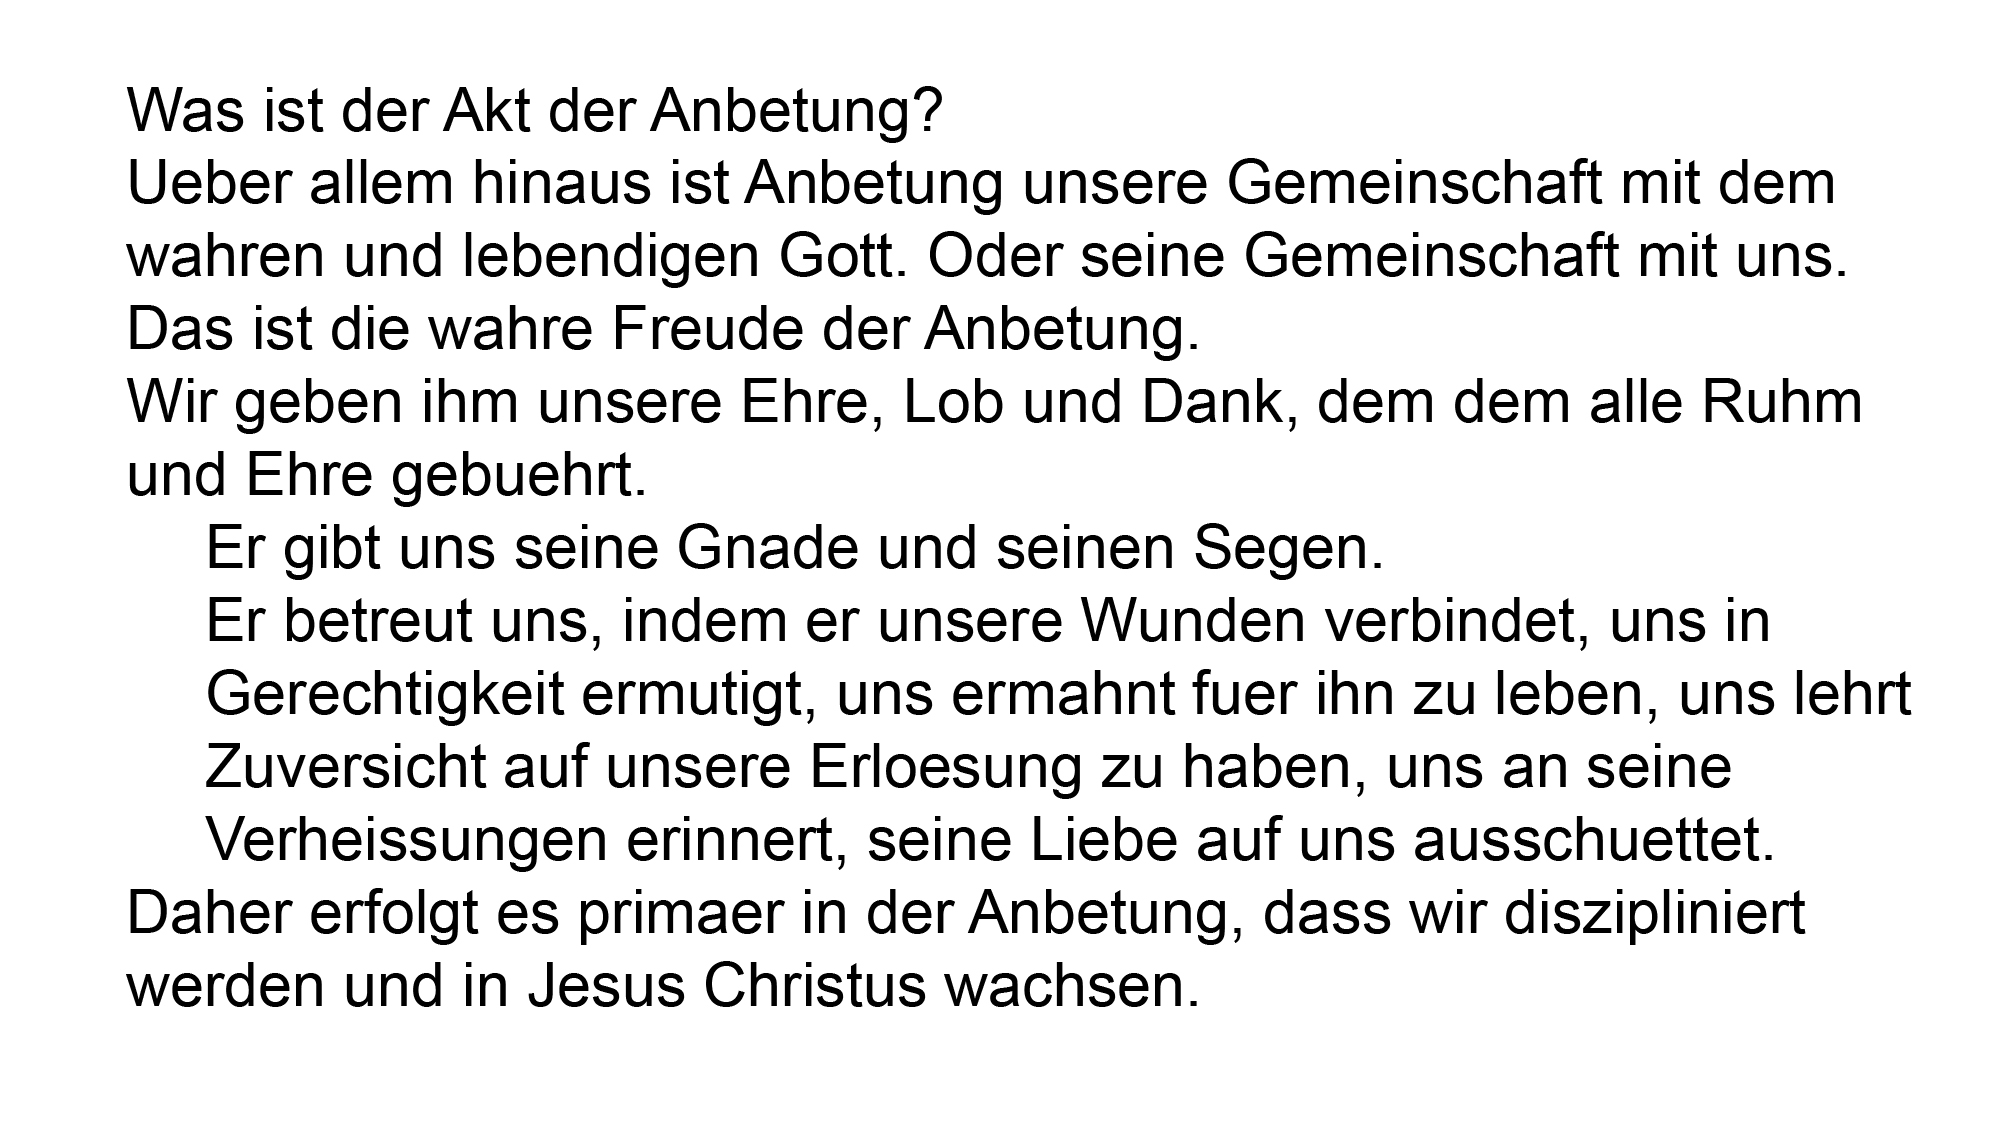 Was ist der Akt der Anbetung?
Ueber allem hinaus ist Anbetung unsere Gemeinschaft mit dem
wahren und lebendigen Gott. Oder seine Gemeinschaft mit uns.
Das ist die wahre Freude der Anbetung.
Wir geben ihm unsere Ehre, Lob und Dank, dem dem alle Ruhm
und Ehre gebuehrt.
Er gibt uns seine Gnade und seinen Segen.
Er betreut uns, indem er unsere Wunden verbindet, uns in
Gerechtigkeit ermutigt, uns ermahnt fuer ihn zu leben, uns lehrt
Zuversicht auf unsere Erloesung zu haben, uns an seine
Verheissungen erinnert, seine Liebe auf uns ausschuettet.
Daher erfolgt es primaer in der Anbetung, dass wir diszipliniert
werden und in Jesus Christus wachsen.